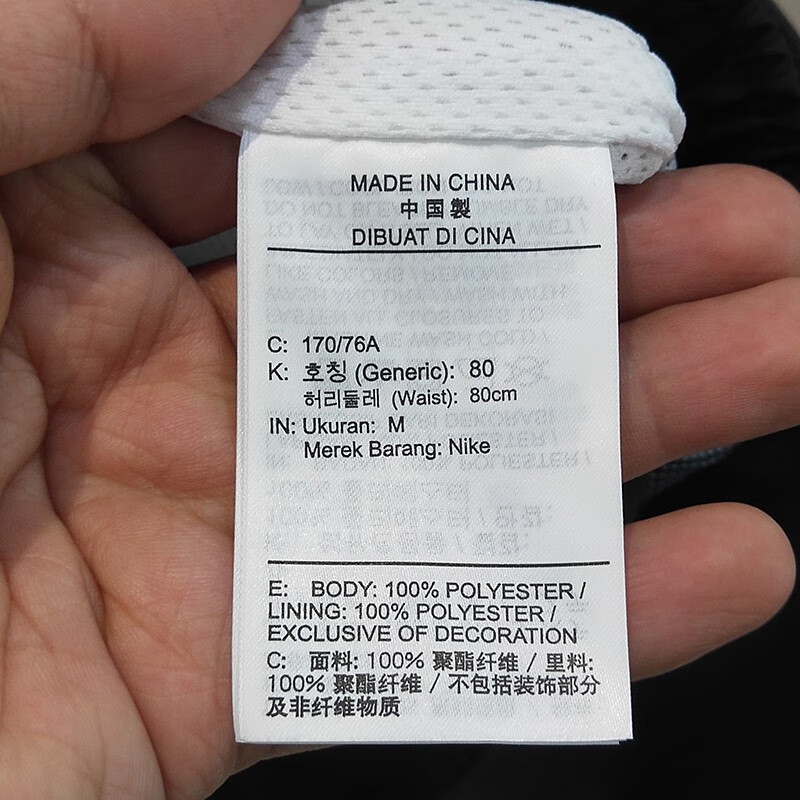 MADE IN CHINA
中国製
DIBUAT DI CINA
C: 170/76A
K: 호칭 (Generic): 80
허리둘레 (Waist): 80cm
IN: Ukuran: M
Merek Barang: Nike
E: BODY: 100% POLYESTER /
LINING: 100% POLYESTER /
EXCLUSIVE OF DECORATION
C: 面料: 100% 聚酯纤维 / 里料:
100% 聚酯纤维 / 不包括装饰部分
及非纤维物质